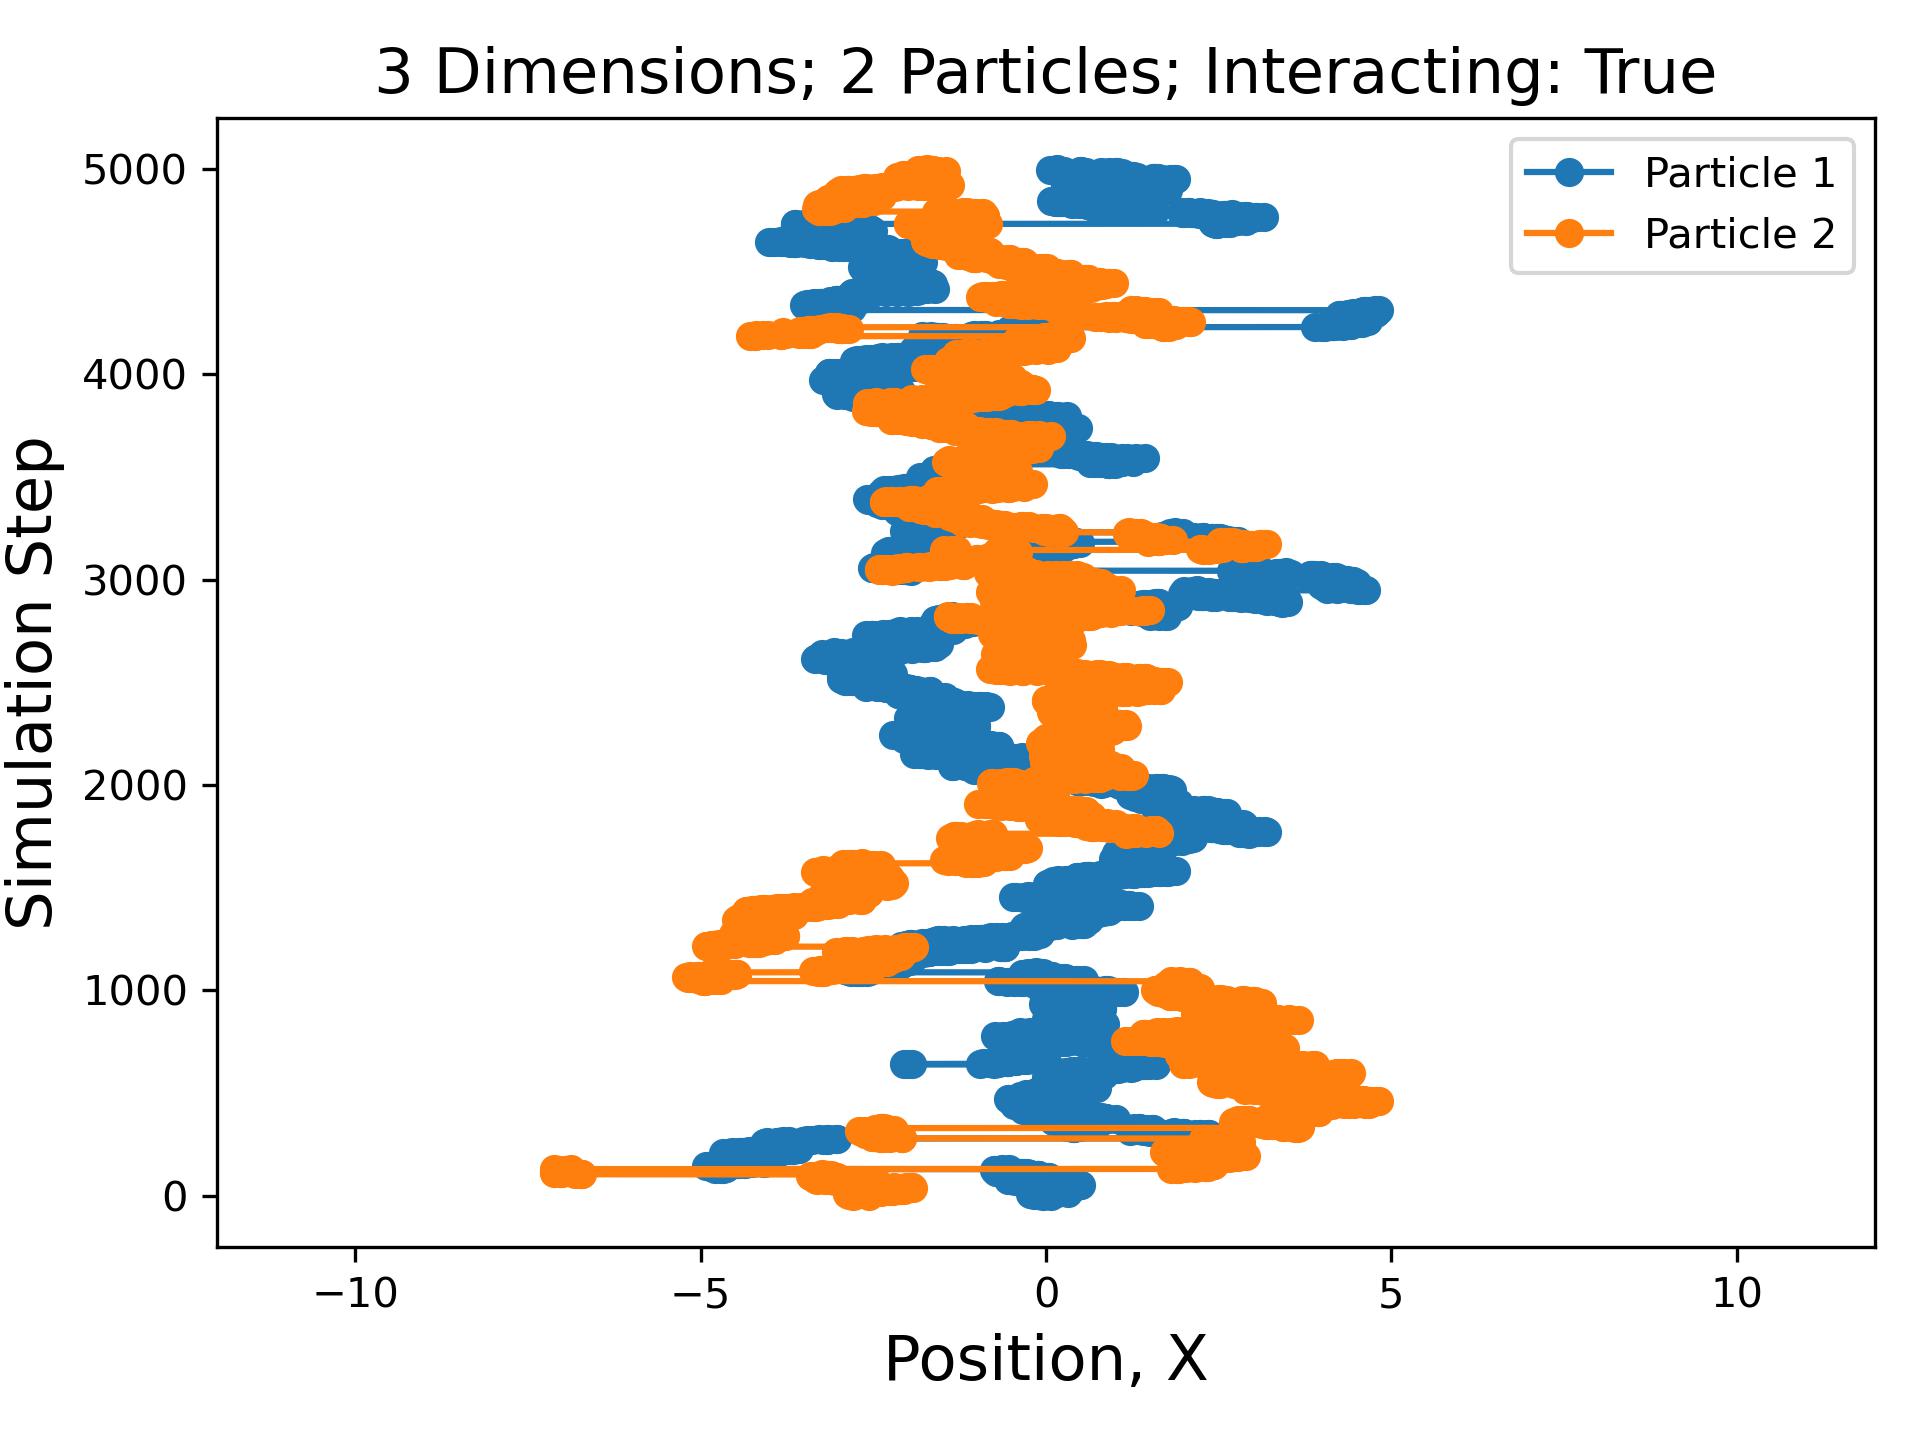 3 Dimensions; 2 Particles; Interacting: True
Particle 1
Particle 2
Simulation Step
5000
4000
3000
2000
1000
0
−10
−5
0
5
10
Position, X